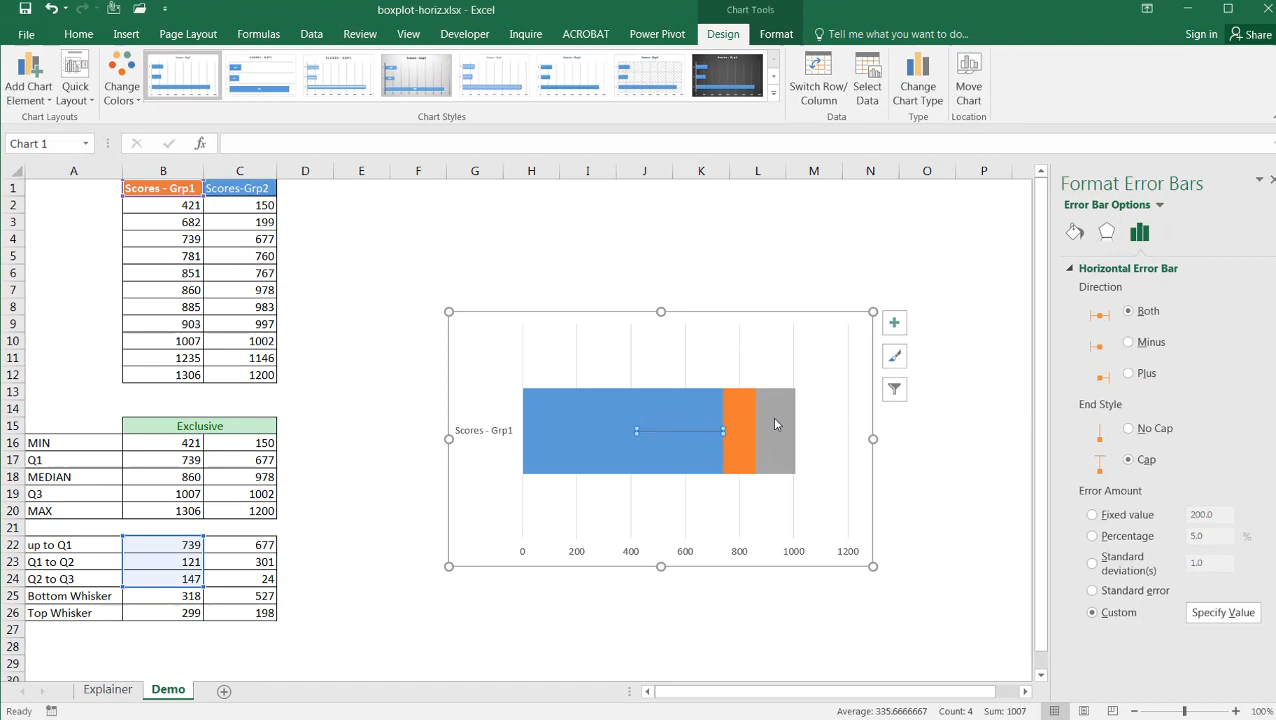 boxplot-horiz.xlsx - Excel
Chart Tools
File Home Insert Page Layout Formulas Data Review View Developer Inquire ACROBAT Power Pivot Design Format Tell me what you want to do... Sign in Share
Add Chart Element Quick Layout Change Colors Switch Row/Column Select Data Change Chart Type Move Chart
Chart Layouts Chart Styles Data Type Location
Chart 1 fx
A B C D E F G H I J K L M N O P
1 Scores - Grp1 Scores-Grp2
2 421 150
3 682 199
4 739 677
5 781 760
6 851 767
7 860 978
8 885 983
9 903 997
10 1007 1002
11 1235 1146
12 1306 1200
13
14
15 Exclusive
16 MIN 421 150
17 Q1 739 677
18 MEDIAN 860 978
19 Q3 1007 1002
20 MAX 1306 1200
21
22 up to Q1 739 677
23 Q1 to Q2 121 301
24 Q2 to Q3 147 24
25 Bottom Whisker 318 527
26 Top Whisker 299 198
27
28
29
30
Scores - Grp1
0 200 400 600 800 1000 1200
Format Error Bars
Error Bar Options
Horizontal Error Bar
Direction
Both
Minus
Plus
End Style
No Cap
Cap
Error Amount
Fixed value 200.0
Percentage 5.0 %
Standard deviation(s) 1.0
Standard error
Custom Specify Value
Explainer Demo
Ready Average: 335.6666667 Count: 4 Sum: 1007 100%